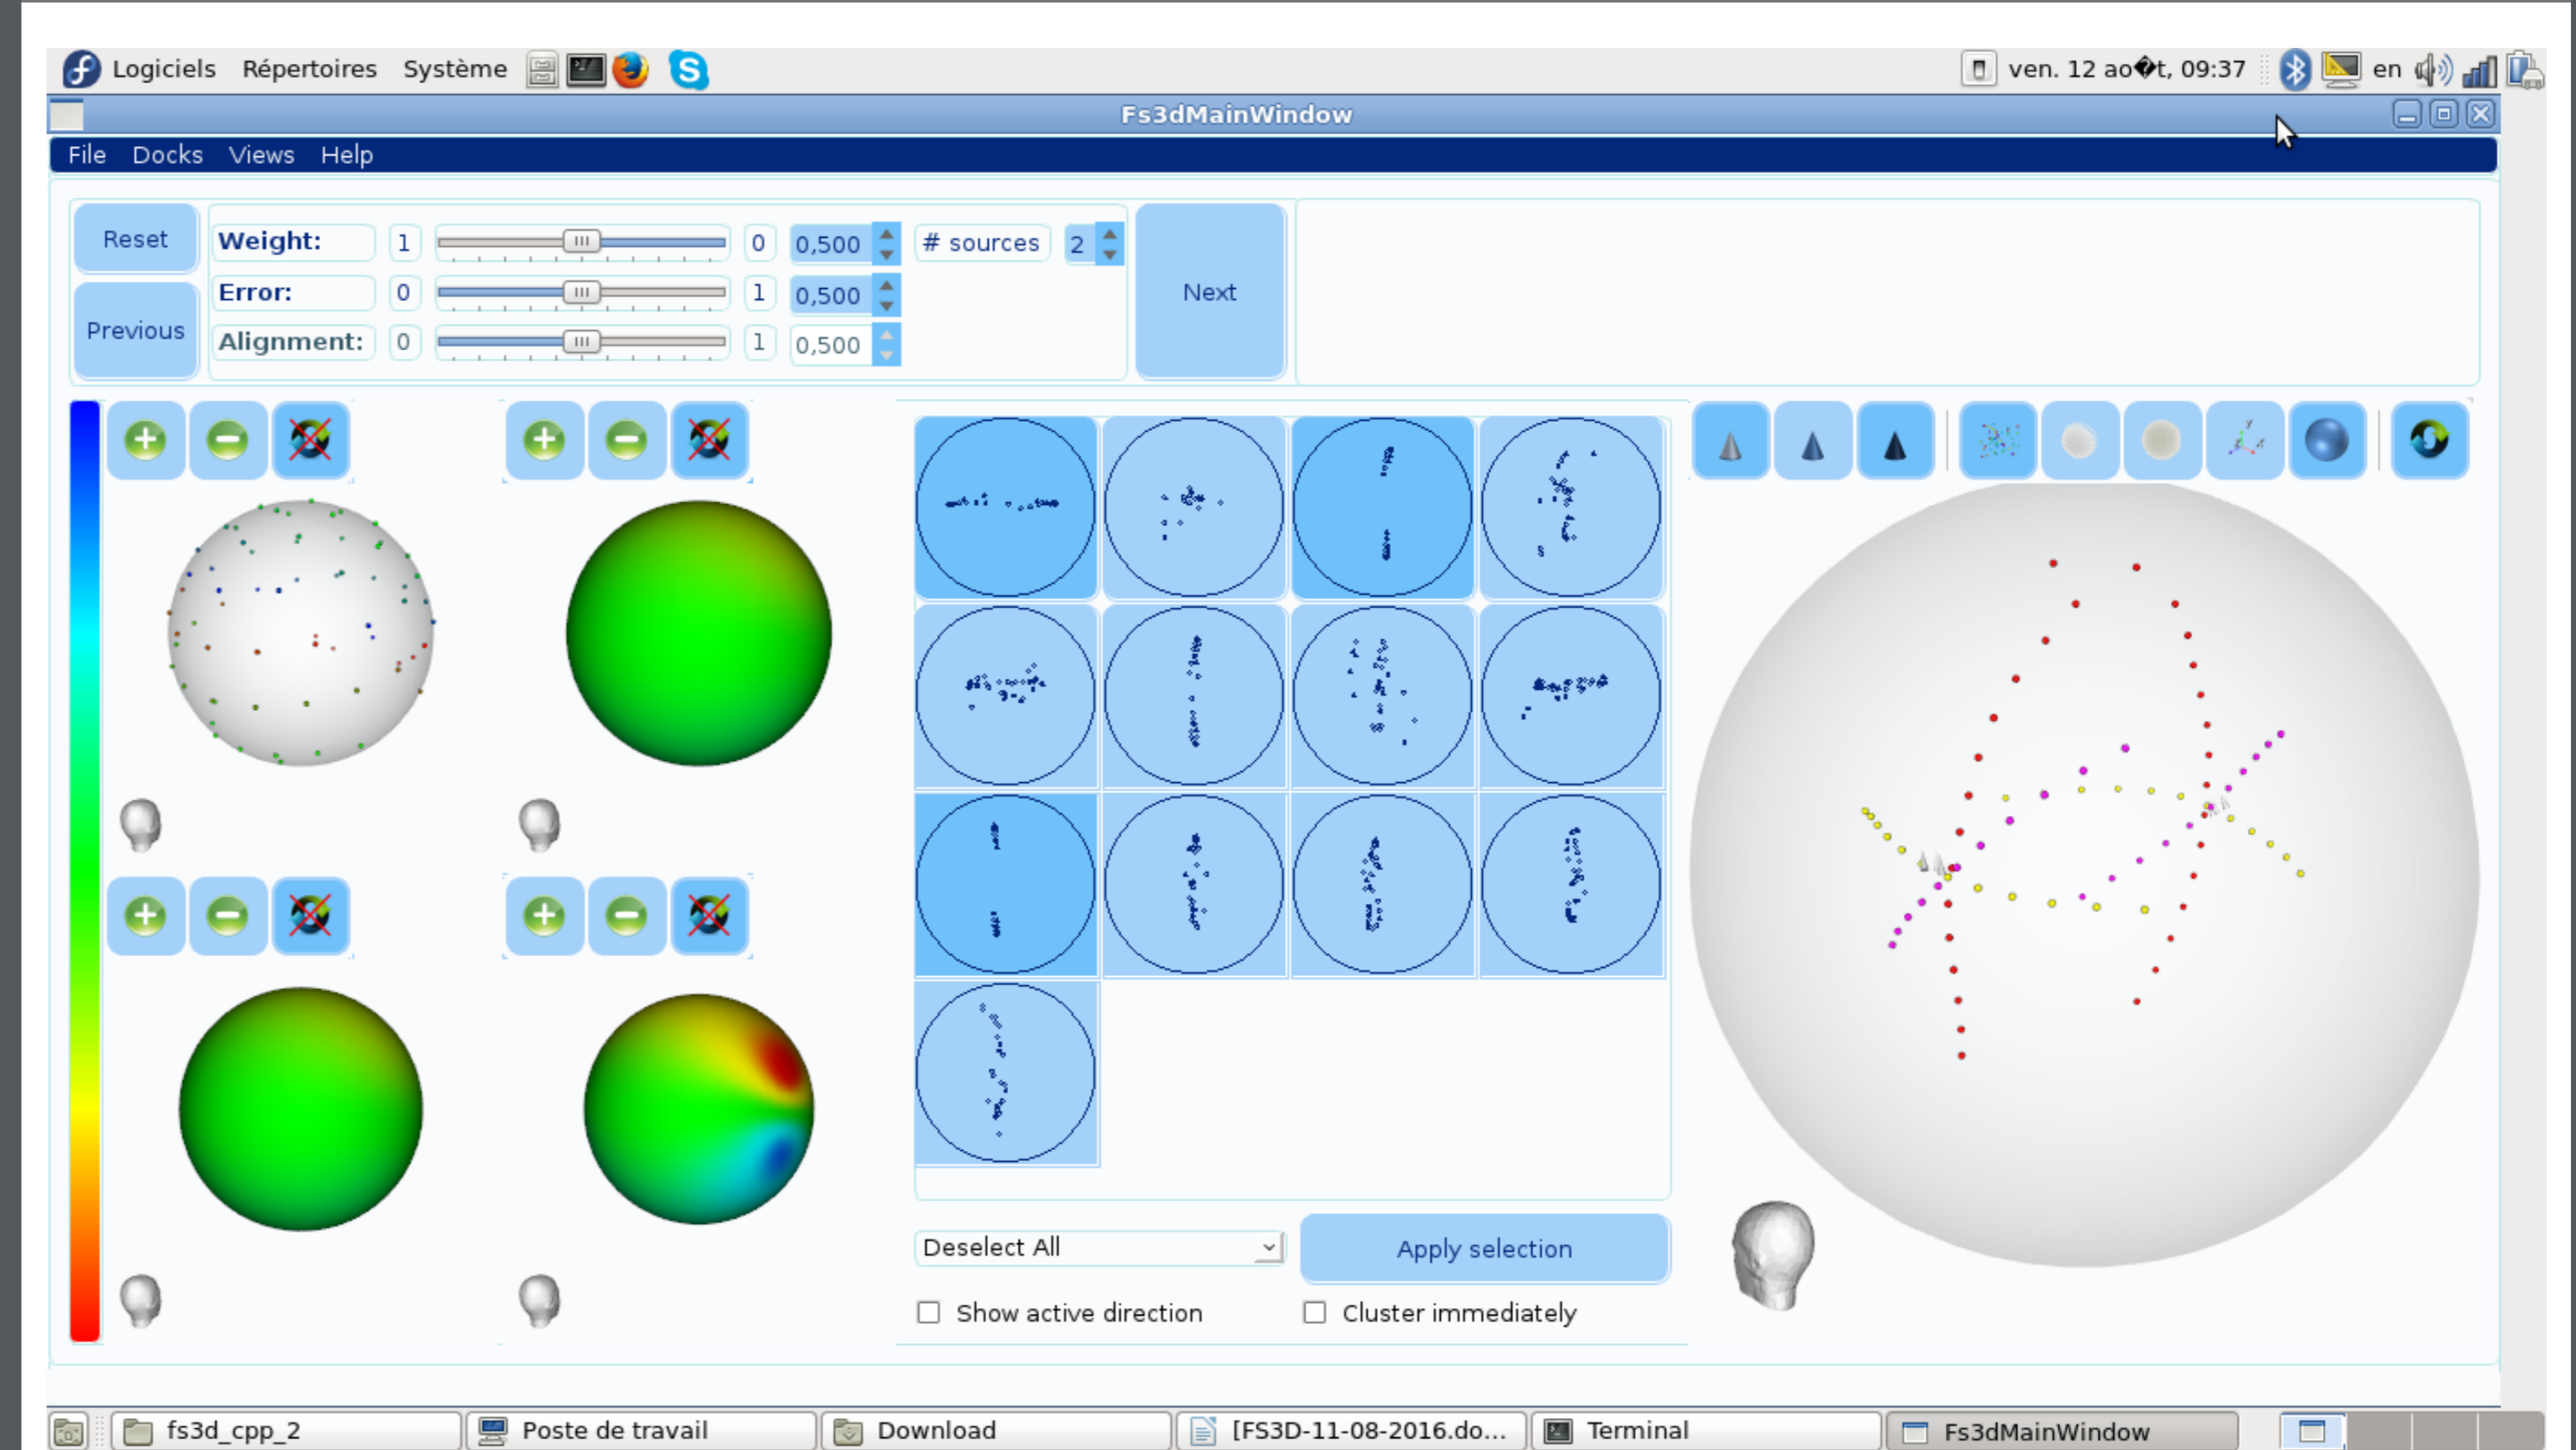 Logiciels Répertoires Système
ven. 12 ao�t, 09:37 en
Fs3dMainWindow
File Docks Views Help
Reset
Previous
Weight: 1 0 0,500 # sources 2
Error: 0 1 0,500
Alignment: 0 1 0,500
Next
Deselect All
Apply selection
Show active direction
Cluster immediately
fs3d_cpp_2 Poste de travail Download [FS3D-11-08-2016.do... Terminal Fs3dMainWindow